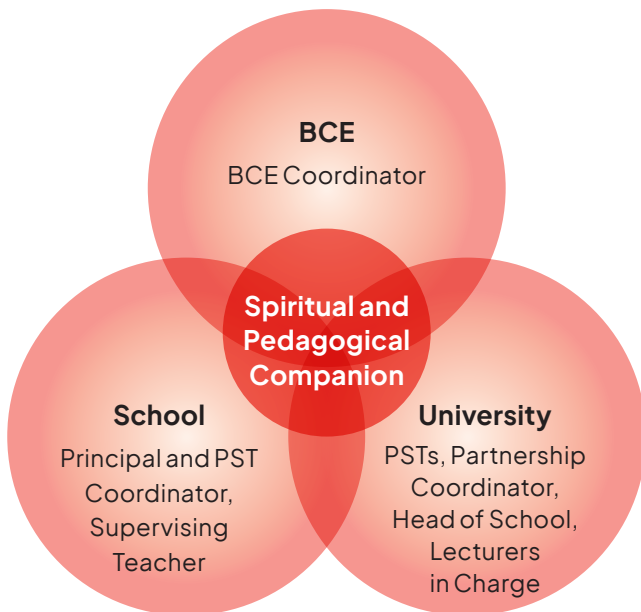 BCE
BCE Coordinator
Spiritual and
Pedagogical
Companion
School
Principal and PST
Coordinator,
Supervising
Teacher
University
PSTs, Partnership
Coordinator,
Head of School,
Lecturers
in Charge